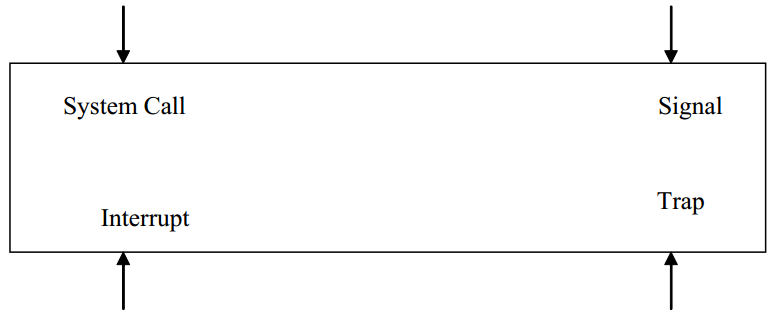 System Call
Signal
Interrupt
Trap